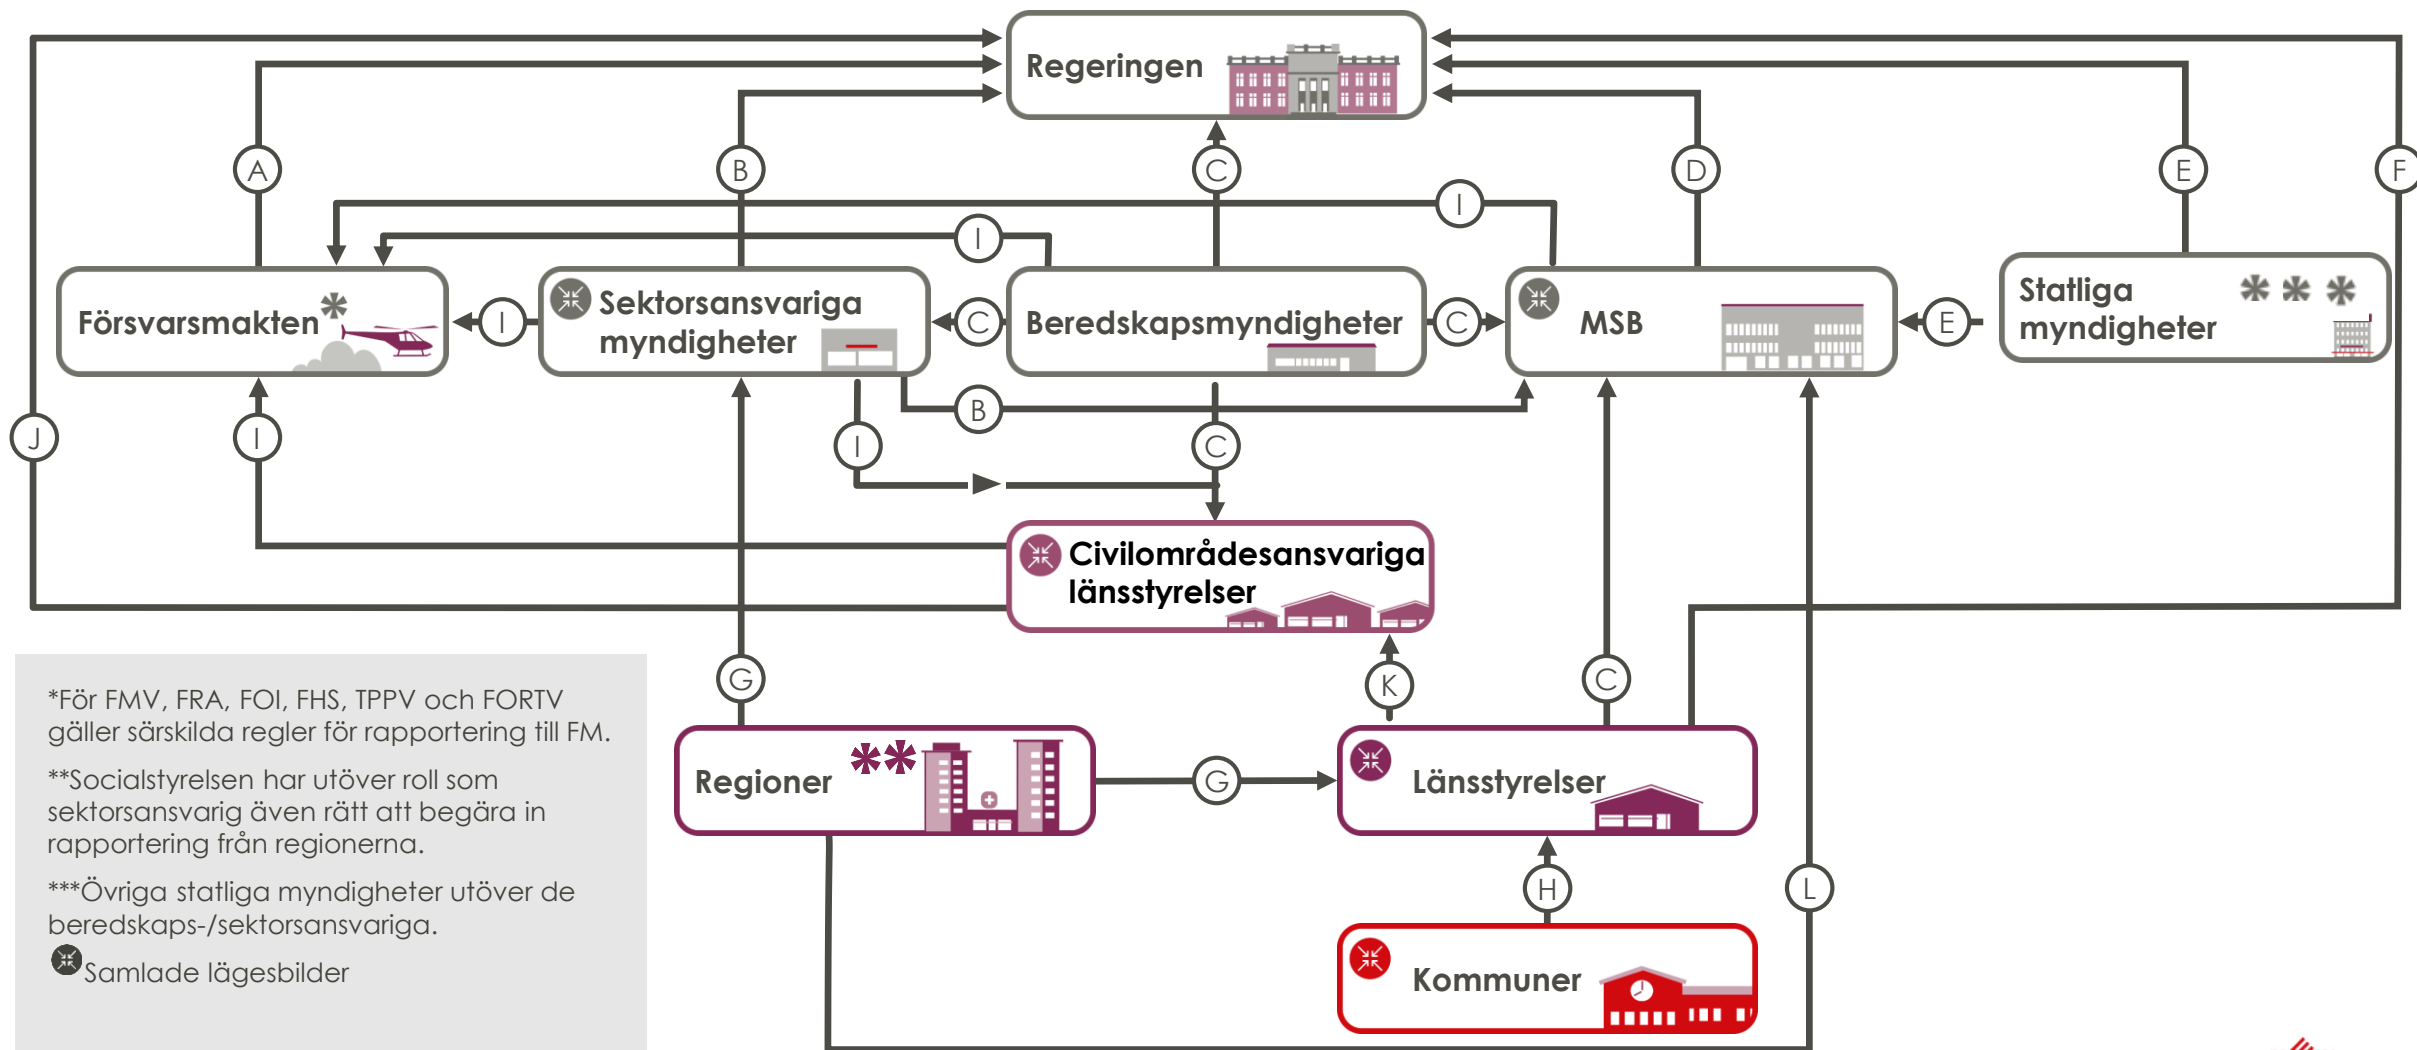 Regeringen
A
B
C
D
E
F
I
I
Försvarsmakten*
I
Sektorsansvariga
myndigheter
C
Beredskapsmyndigheter
C
MSB
E
Statliga
myndigheter
* * *
B
J
I
I
C
Civilområdesansvariga
länsstyrelser
G
K
C
*För FMV, FRA, FOI, FHS, TPPV och FORTV
gäller särskilda regler för rapportering till FM.
**Socialstyrelsen har utöver roll som
sektorsansvarig även rätt att begära in
rapportering från regionerna.
***Övriga statliga myndigheter utöver de
beredskaps-/sektorsansvariga.
Samlade lägesbilder
Regioner **
G
Länsstyrelser
H
L
Kommuner